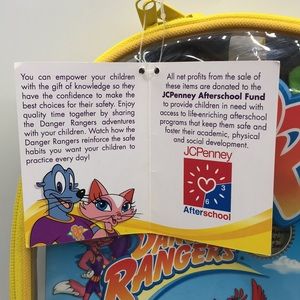 You can empower your children
with the gift of knowledge so they
have the confidence to make the
best choices for their safety. Enjoy
quality time together by sharing
the Danger Rangers adventures
with your children. Watch how the
Danger Rangers reinforce the safe
habits you want your children to
practice every day!
All net profits from the sale of
these items are donated to the
JCPenney Afterschool Fund
to provide children in need with
access to life-enriching afterschool
programs that keep them safe and
foster their academic, physical
and social development.
JCPenney
3
6
Afterschool
DANGER
RANGERS